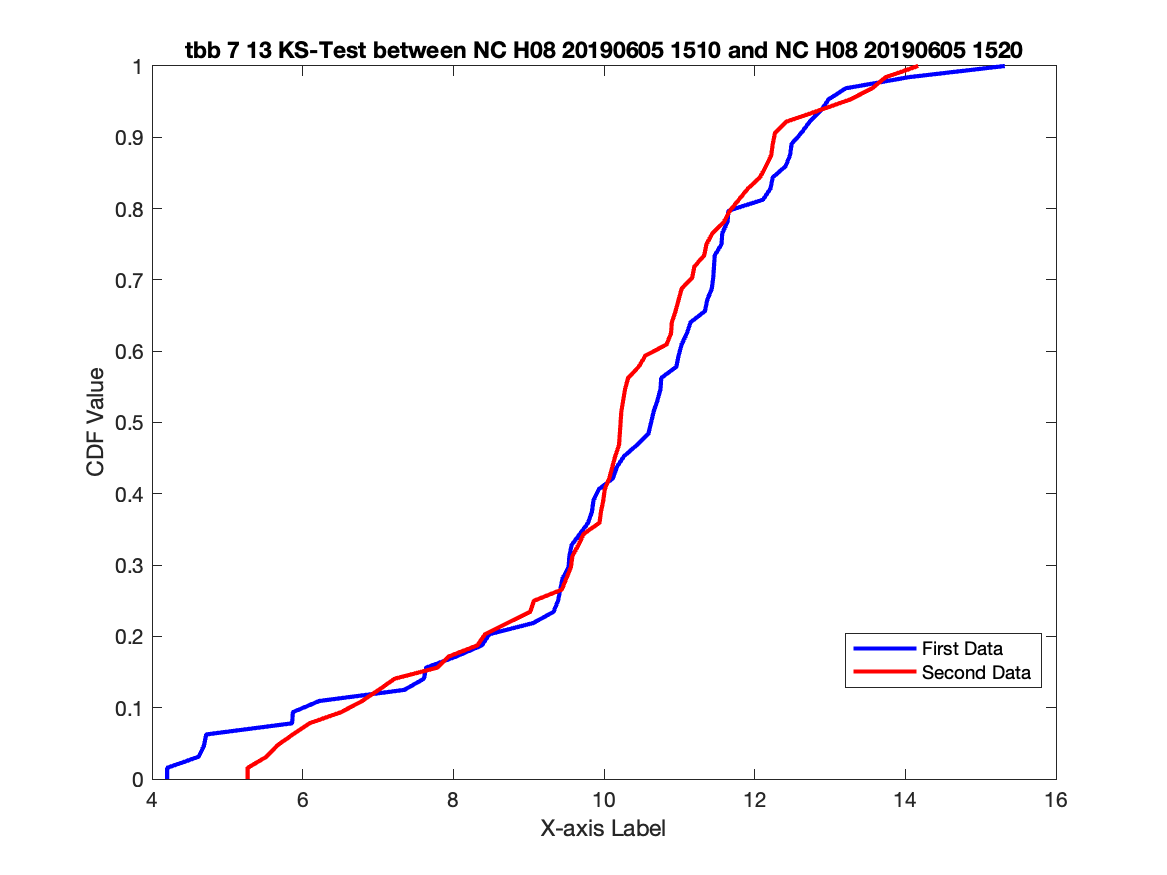 tbb 7 13 KS-Test between NC H08 20190605 1510 and NC H08 20190605 1520
1
0.9
0.8
0.7
0.6
0.5
0.4
0.3
0.2
0.1
0
CDF Value
First Data
Second Data
4 6 8 10 12 14 16
X-axis Label